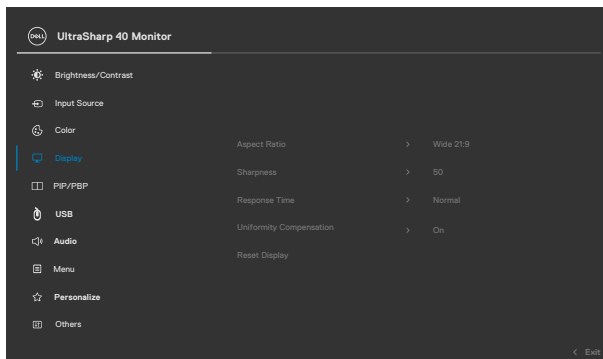 DELL UltraSharp 40 Monitor
Brightness/Contrast
Input Source
Color
Display
PIP/PBP
USB
Audio
Menu
Personalize
Others
Aspect Ratio > Wide 21:9
Sharpness > 50
Response Time > Normal
Uniformity Compensation > On
Reset Display
< Exit